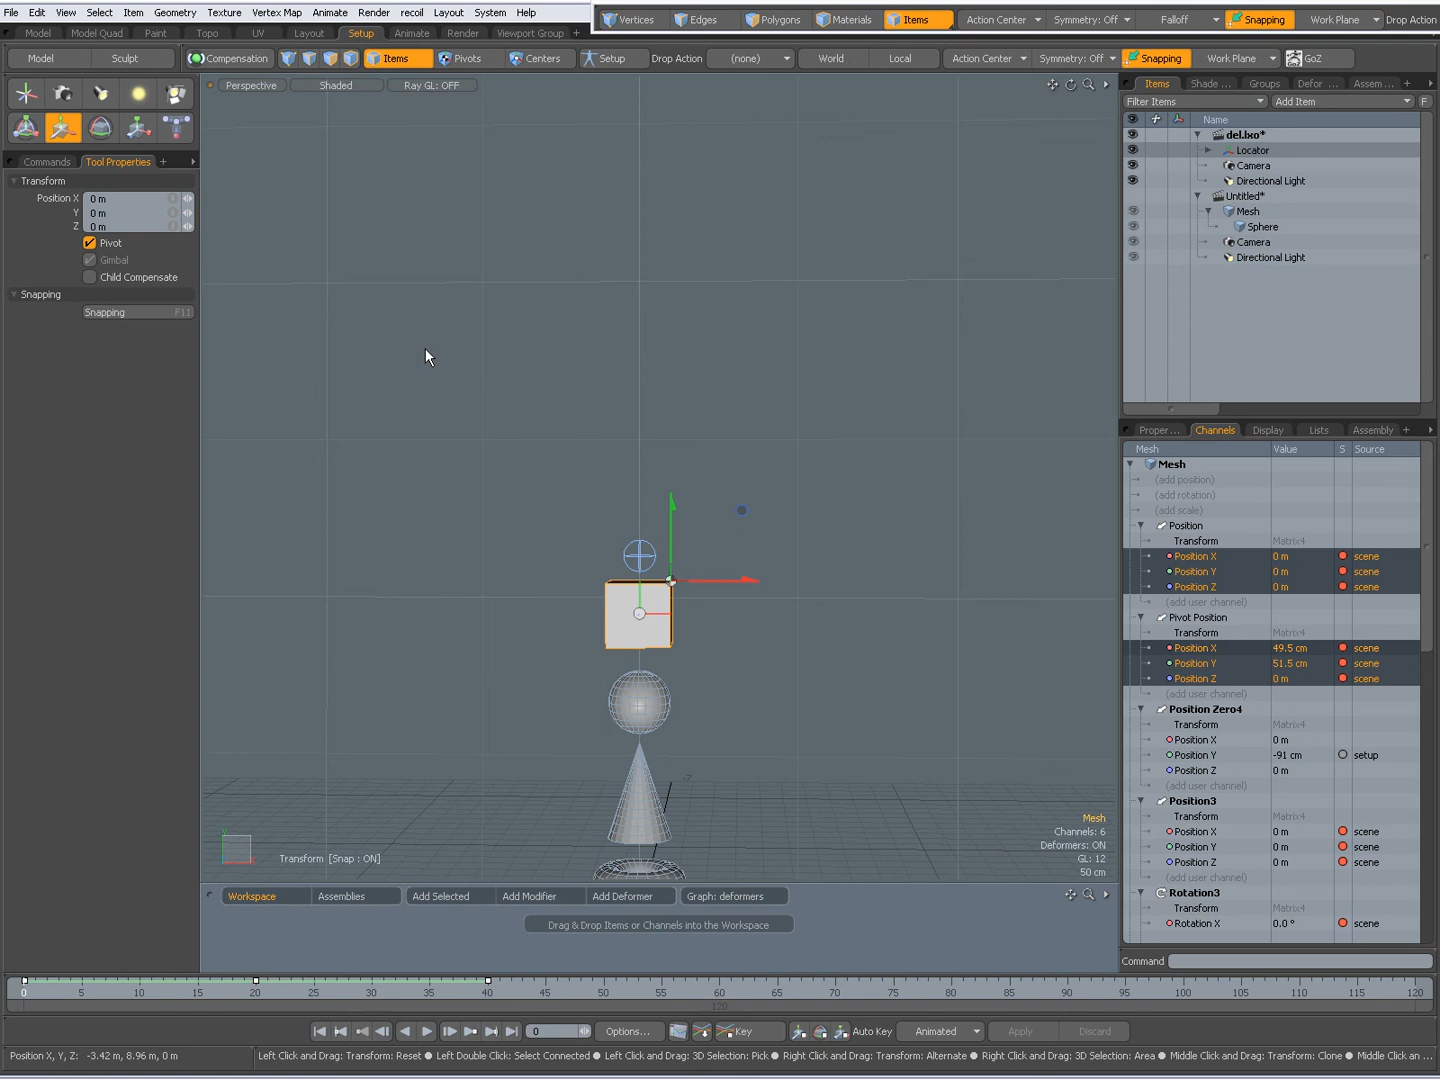 File Edit View Select Item Geometry Texture Vertex Map Animate Render recoil Layout System Help
Vertices Edges Polygons Materials Items Action Center Symmetry: Off Falloff Snapping Work Plane Drop Action
Model Model Quad Paint Topo UV Layout Setup Animate Render Viewport Group +
Model Sculpt Compensation Items Pivots Centers Setup Drop Action (none) World Local Action Center Symmetry: Off Snapping Work Plane GoZ
Perspective Shaded Ray GL: OFF
Items Shade ... Groups Defor ... Assem ... +
Filter Items Add Item F
Name
del.lxo*
Locator
Camera
Directional Light
Untitled*
Mesh
Sphere
Camera
Directional Light
Commands Tool Properties +
Transform
Position X 0 m
Y 0 m
Z 0 m
Pivot
Gimbal
Child Compensate
Snapping
Snapping F11
Proper ... Channels Display Lists Assembly +
Mesh Value S Source
Mesh
(add position)
(add rotation)
(add scale)
Position
Transform Matrix4
Position X 0 m scene
Position Y 0 m scene
Position Z 0 m scene
(add user channel)
Pivot Position
Transform Matrix4
Position X 49.5 cm scene
Position Y 51.5 cm scene
Position Z 0 m scene
(add user channel)
Position Zero4
Transform Matrix4
Position X 0 m
Position Y -91 cm setup
Position Z 0 m
(add user channel)
Position3
Transform Matrix4
Position X 0 m scene
Position Y 0 m scene
Position Z 0 m scene
(add user channel)
Rotation3
Transform Matrix4
Rotation X 0.0 ° scene
Mesh
Channels: 6
Deformers: ON
GL: 12
50 cm
Transform [Snap : ON]
Workspace Assemblies Add Selected Add Modifier Add Deformer Graph: deformers
Drag & Drop Items or Channels into the Workspace
Command
0 5 10 15 20 25 30 35 40 45 50 55 60 65 70 75 80 85 90 95 100 105 110 115 120
120
0 Options... Key Auto Key Animated Apply Discard
Position X, Y, Z: -3.42 m, 8.96 m, 0 m Left Click and Drag: Transform: Reset Left Double Click: Select Connected Left Click and Drag: 3D Selection: Pick Right Click and Drag: Transform: Alternate Right Click and Drag: 3D Selection: Area Middle Click and Drag: Transform: Clone Middle Click an ...